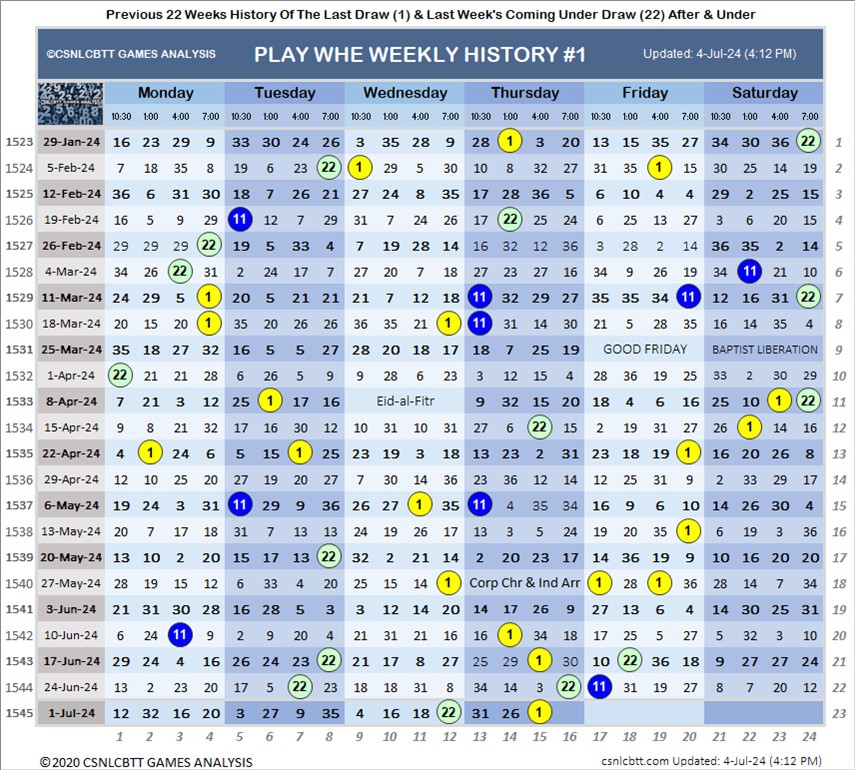 Previous 22 Weeks History Of The Last Draw (1) & Last Week's Coming Under Draw (22) After & Under
©CSNLCBTT GAMES ANALYSIS PLAY WHE WEEKLY HISTORY #1 Updated: 4-Jul-24 (4:12 PM)
CSNLCBTT GAMES ANALYSIS Monday Tuesday Wednesday Thursday Friday Saturday
10:30 1:00 4:00 7:00 10:30 1:00 4:00 7:00 10:30 1:00 4:00 7:00 10:30 1:00 4:00 7:00 10:30 1:00 4:00 7:00 10:30 1:00 4:00 7:00
1523 29-Jan-24 16 23 29 9 33 30 24 26 3 35 28 9 28 1 3 20 13 15 35 27 34 30 36 22 1
1524 5-Feb-24 7 18 35 8 19 6 23 22 1 29 5 30 10 8 32 27 31 35 1 15 30 25 14 19 2
1525 12-Feb-24 36 6 31 30 18 7 26 21 27 24 8 35 17 28 36 5 6 10 4 4 29 2 25 15 3
1526 19-Feb-24 16 5 9 29 11 12 7 29 31 7 24 26 17 22 25 24 6 25 13 27 3 6 20 15 4
1527 26-Feb-24 29 29 29 22 19 5 33 4 7 19 28 14 16 32 12 36 3 28 2 14 36 35 2 14 5
1528 4-Mar-24 34 26 22 31 2 24 17 7 27 20 7 18 27 23 16 27 34 9 26 19 34 11 21 10 6
1529 11-Mar-24 24 29 5 1 20 5 21 21 21 7 12 18 11 32 29 27 35 35 34 11 12 16 31 22 7
1530 18-Mar-24 20 15 20 1 35 20 26 26 36 35 21 1 11 31 14 30 21 5 28 35 16 14 35 4 8
1531 25-Mar-24 35 18 27 32 16 5 5 27 28 20 18 17 18 7 25 19 GOOD FRIDAY BAPTIST LIBERATION 9
1532 1-Apr-24 22 21 21 28 6 26 5 9 9 28 6 23 3 12 15 4 28 36 19 25 33 2 30 29 10
1533 8-Apr-24 7 21 3 12 25 1 17 16 Eid-al-Fitr 9 32 15 20 18 4 6 16 25 10 1 22 11
1534 15-Apr-24 9 8 21 32 17 16 30 12 10 31 10 31 27 6 22 15 2 19 31 27 26 1 14 16 12
1535 22-Apr-24 4 1 24 6 5 15 1 25 23 19 3 18 13 23 2 31 23 18 19 1 16 20 26 8 13
1536 29-Apr-24 12 10 25 20 27 19 20 27 19 30 7 30 23 36 12 14 9 25 12 15 2 33 29 17 14
1537 6-May-24 19 24 3 31 11 29 9 36 26 27 1 35 11 4 35 34 16 9 6 10 14 26 30 4 15
1538 13-May-24 20 7 17 18 31 7 13 13 24 19 26 17 13 3 5 24 19 20 35 1 6 19 3 36 16
1539 20-May-24 13 10 2 20 15 17 13 22 32 2 21 14 2 20 23 17 14 36 19 9 10 16 20 20 17
1540 27-May-24 28 19 15 12 6 33 4 20 25 15 14 1 Corp Chr & Ind Arr 1 28 1 36 28 14 7 34 18
1541 3-Jun-24 21 31 30 28 16 28 5 3 3 12 14 20 14 17 26 9 27 13 6 4 14 30 25 31 19
1542 10-Jun-24 6 24 11 9 2 9 20 4 21 31 21 16 16 1 34 18 17 25 5 27 5 32 3 10 20
1543 17-Jun-24 29 24 4 16 26 24 23 22 21 17 8 27 25 29 1 30 10 22 36 18 9 27 27 24 21
1544 24-Jun-24 13 2 23 20 17 5 22 23 18 18 31 8 34 14 3 22 11 31 19 27 8 7 20 12 22
1545 1-Jul-24 12 32 16 20 3 27 9 35 4 16 18 22 31 26 1 23
1 2 3 4 5 6 7 8 9 10 11 12 13 14 15 16 17 18 19 20 21 22 23 24
©2020 CSNLCBTT GAMES ANALYSIS csnlcbtt.com Updated: 4-Jul-24 (4:12 PM)